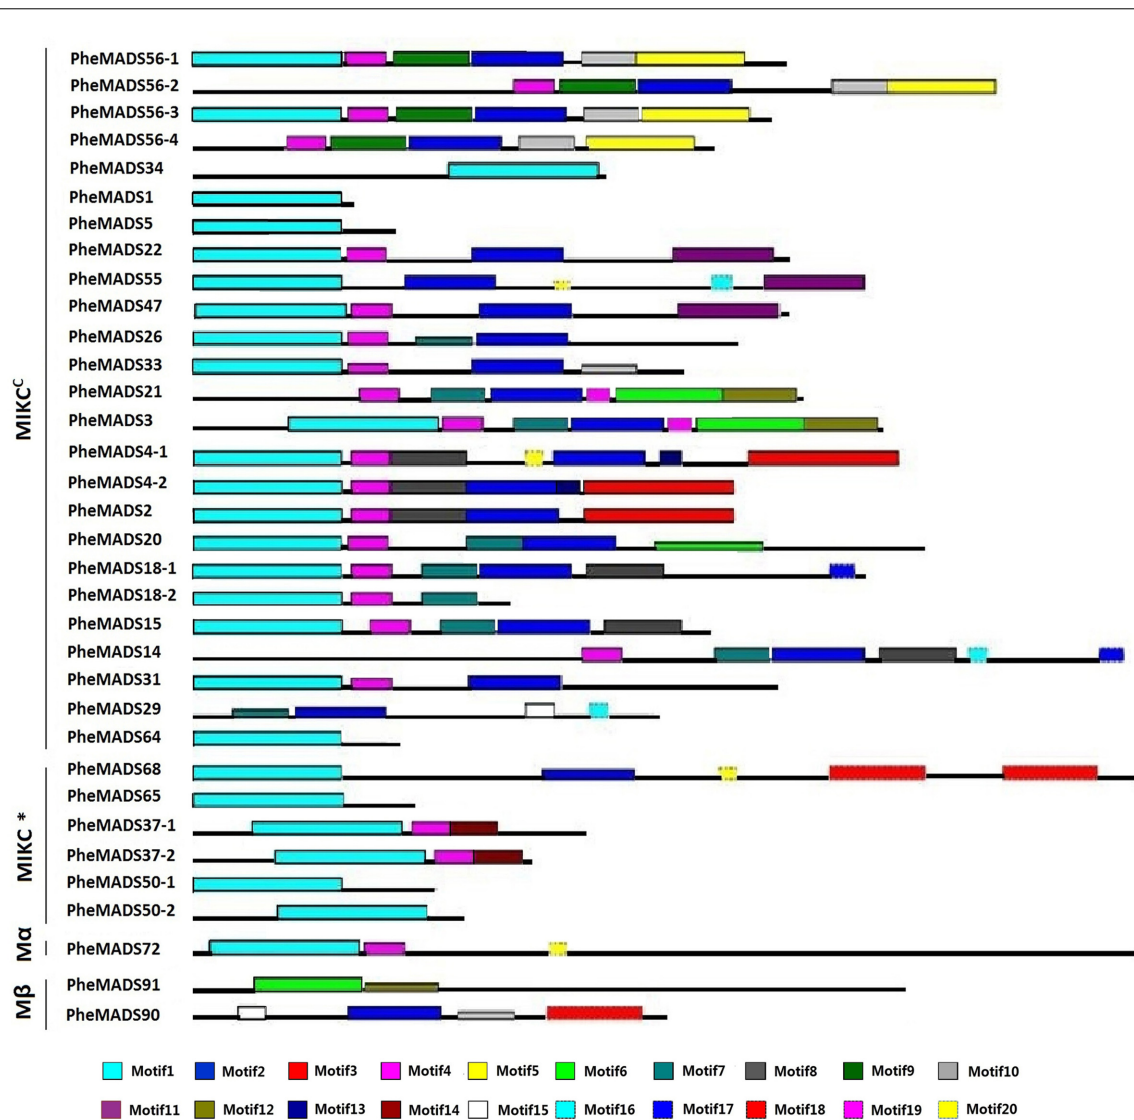 PheMADS56-1
PheMADS56-2
PheMADS56-3
PheMADS56-4
PheMADS34
PheMADS1
PheMADS5
PheMADS22
PheMADS55
PheMADS47
PheMADS26
PheMADS33
PheMADS21
PheMADS3
PheMADS4-1
PheMADS4-2
PheMADS2
PheMADS20
PheMADS18-1
PheMADS18-2
PheMADS15
PheMADS14
PheMADS31
PheMADS29
PheMADS64
MIKCᶜ
PheMADS68
PheMADS65
PheMADS37-1
PheMADS37-2
PheMADS50-1
PheMADS50-2
MIKC *
PheMADS72
Mα
PheMADS91
PheMADS90
Mβ
Motif1 Motif2 Motif3 Motif4 Motif5 Motif6 Motif7 Motif8 Motif9 Motif10
Motif11 Motif12 Motif13 Motif14 Motif15 Motif16 Motif17 Motif18 Motif19 Motif20